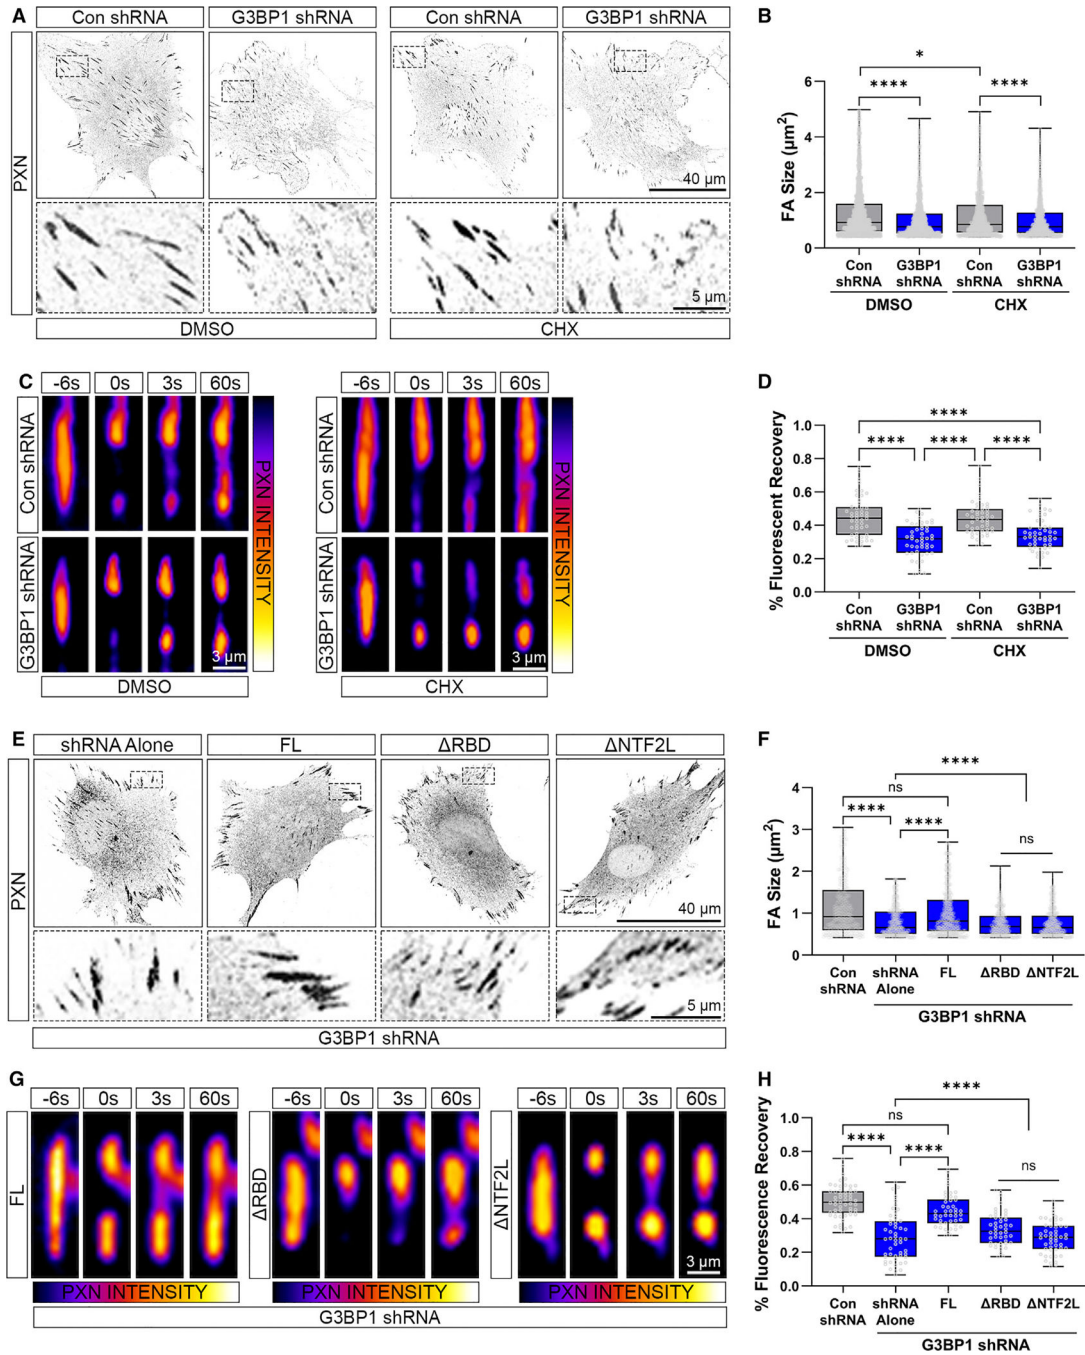 A
Con shRNA
G3BP1 shRNA
Con shRNA
G3BP1 shRNA
PXN
40 µm
5 µm
DMSO
CHX
B
FA Size (µm²)
6
4
2
0
*
****
****
Con shRNA
G3BP1 shRNA
Con shRNA
G3BP1 shRNA
DMSO
CHX
C
-6s
0s
3s
60s
-6s
0s
3s
60s
Con shRNA
G3BP1 shRNA
PXN INTENSITY
3 µm
DMSO
Con shRNA
G3BP1 shRNA
PXN INTENSITY
3 µm
CHX
D
% Fluorescent Recovery
1.0
0.8
0.6
0.4
0.2
0.0
****
****
****
****
Con shRNA
G3BP1 shRNA
Con shRNA
G3BP1 shRNA
DMSO
CHX
E
shRNA Alone
FL
ΔRBD
ΔNTF2L
PXN
40 µm
5 µm
G3BP1 shRNA
F
FA Size (µm²)
4
3
2
1
0
****
ns
****
****
ns
Con shRNA
shRNA Alone
FL
ΔRBD
ΔNTF2L
G3BP1 shRNA
G
-6s
0s
3s
60s
-6s
0s
3s
60s
-6s
0s
3s
60s
FL
ΔRBD
ΔNTF2L
3 µm
PXN INTENSITY
PXN INTENSITY
PXN INTENSITY
G3BP1 shRNA
H
% Fluorescence Recovery
1.0
0.8
0.6
0.4
0.2
0.0
****
ns
****
****
ns
Con shRNA
shRNA Alone
FL
ΔRBD
ΔNTF2L
G3BP1 shRNA